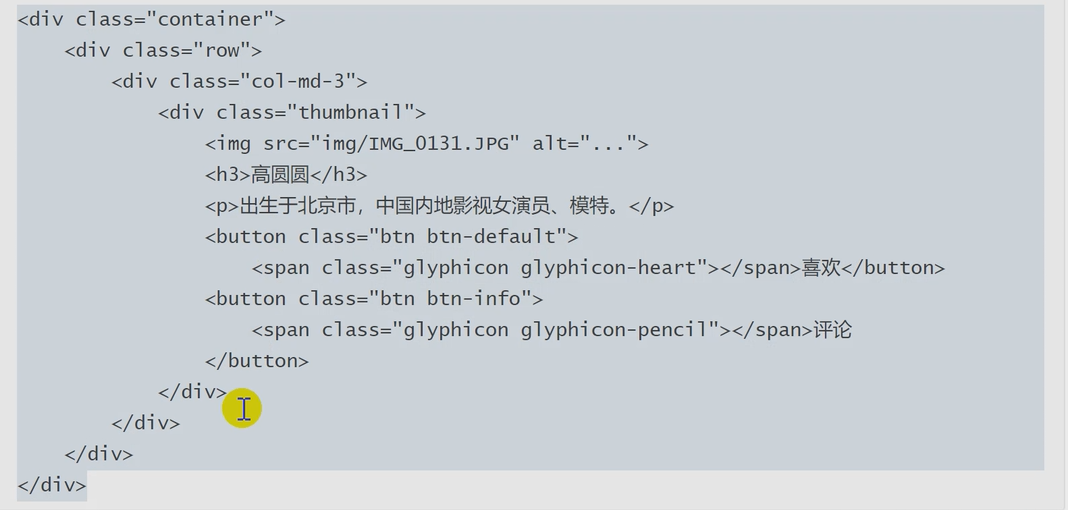 <div class="container">
    <div class="row">
        <div class="col-md-3">
            <div class="thumbnail">
                <img src="img/IMG_0131.JPG" alt="...">
                <h3>高圆圆</h3>
                <p>出生于北京市，中国内地影视女演员、模特。</p>
                <button class="btn btn-default">
                    <span class="glyphicon glyphicon-heart"></span>喜欢</button>
                <button class="btn btn-info">
                    <span class="glyphicon glyphicon-pencil"></span>评论
                </button>
            </div>
        </div>
    </div>
</div>